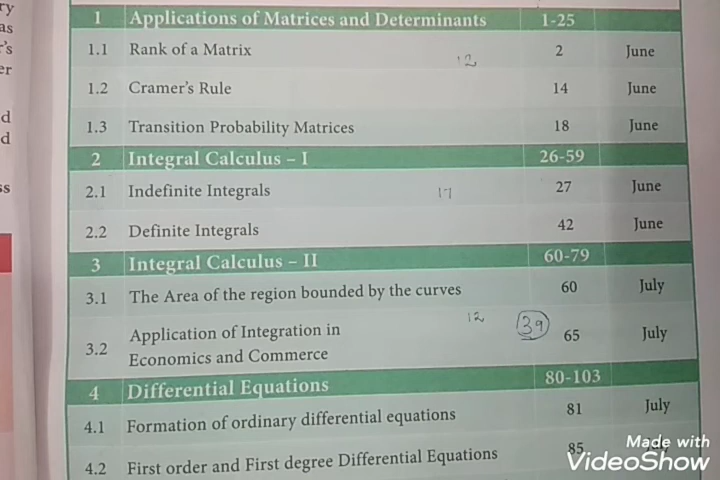 ry
as
r's
er
d
d
ss
1 Applications of Matrices and Determinants 1-25
1.1 Rank of a Matrix 2 June
12
1.2 Cramer's Rule 14 June
1.3 Transition Probability Matrices 18 June
2 Integral Calculus – I 26-59
2.1 Indefinite Integrals 17 27 June
2.2 Definite Integrals 42 June
3 Integral Calculus – II 60-79
3.1 The Area of the region bounded by the curves 60 July
12 39
3.2 Application of Integration in
Economics and Commerce 65 July
4 Differential Equations 80-103
4.1 Formation of ordinary differential equations 81 July
4.2 First order and First degree Differential Equations 85
Made with
VideoShow